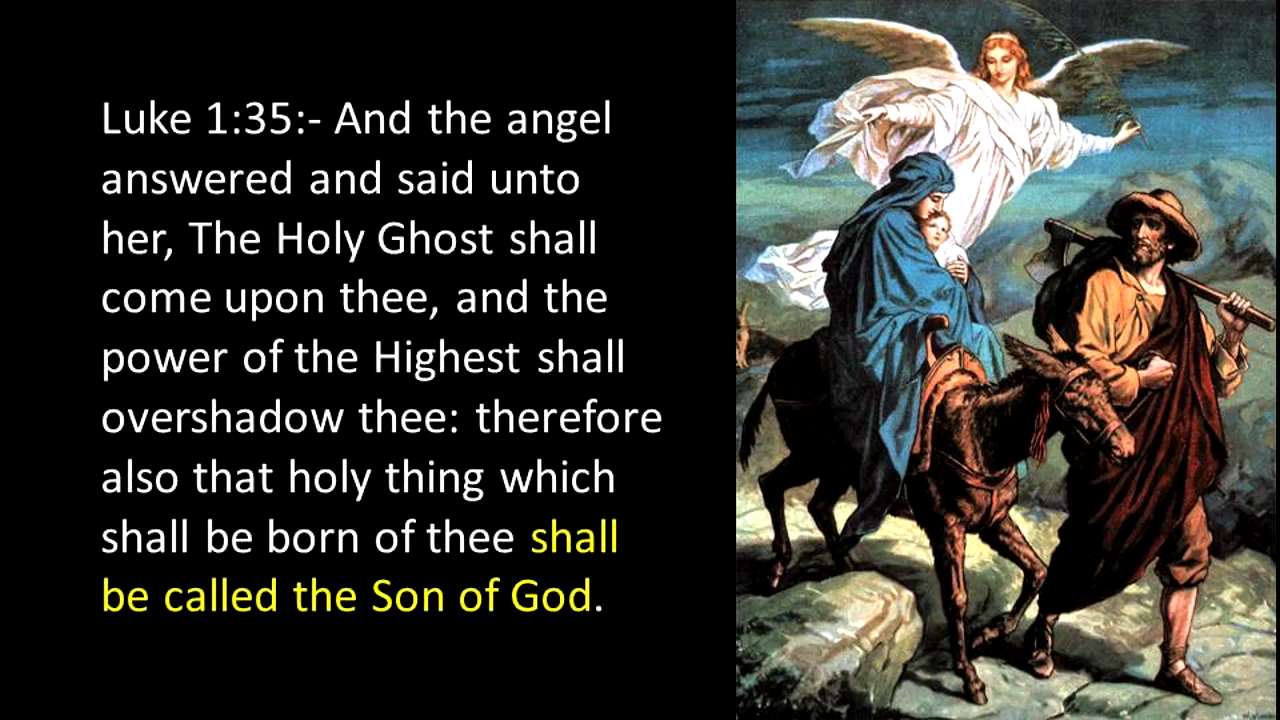 Luke 1:35:- And the angel
answered and said unto
her, The Holy Ghost shall
come upon thee, and the
power of the Highest shall
overshadow thee: therefore
also that holy thing which
shall be born of thee shall
be called the Son of God.